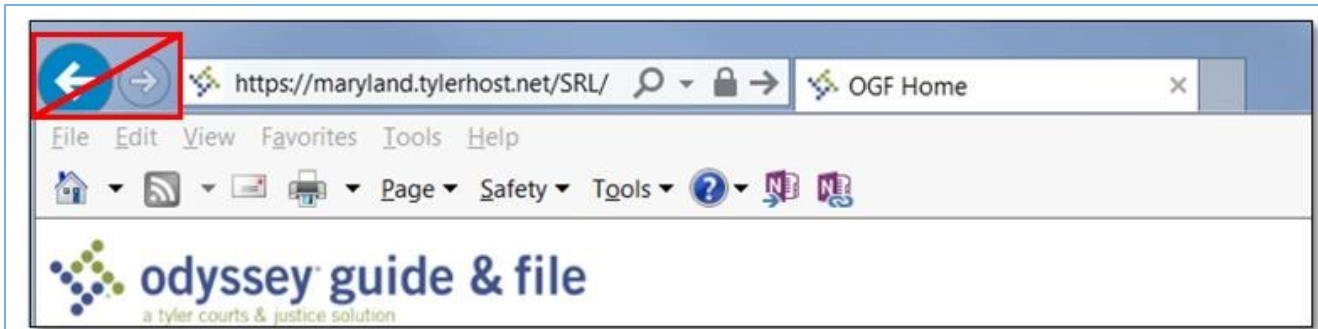 https://maryland.tylerhost.net/SRL/ OGF Home
File Edit View Favorites Tools Help
Page Safety Tools
odyssey guide & file
a tyler courts & justice solution